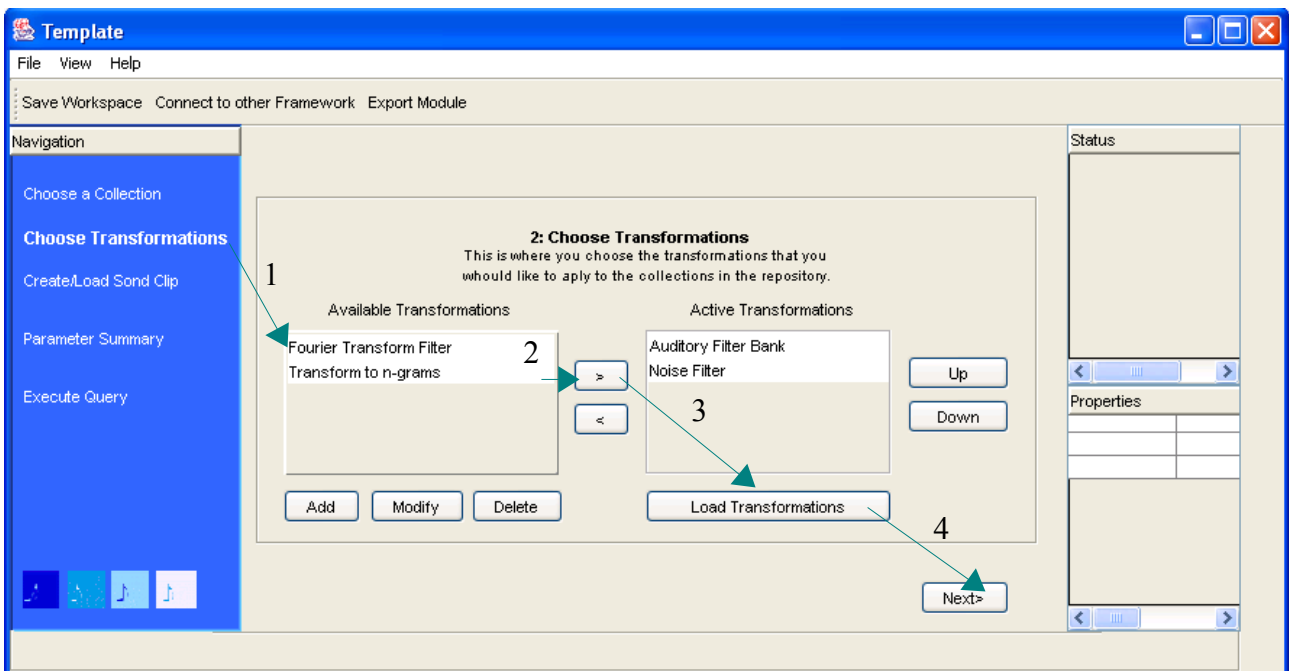 Template
File View Help
Save Workspace Connect to other Framework Export Module
Navigation
Choose a Collection
Choose Transformations
Create/Load Sond Clip
Parameter Summary
Execute Query
2: Choose Transformations
This is where you choose the transformations that you
whould like to aply to the collections in the repository.
Available Transformations
Fourier Transform Filter
Transform to n-grams
Add Modify Delete
>
<
Active Transformations
Auditory Filter Bank
Noise Filter
Load Transformations
Up
Down
Next>
1
2
3
4
Status
Properties